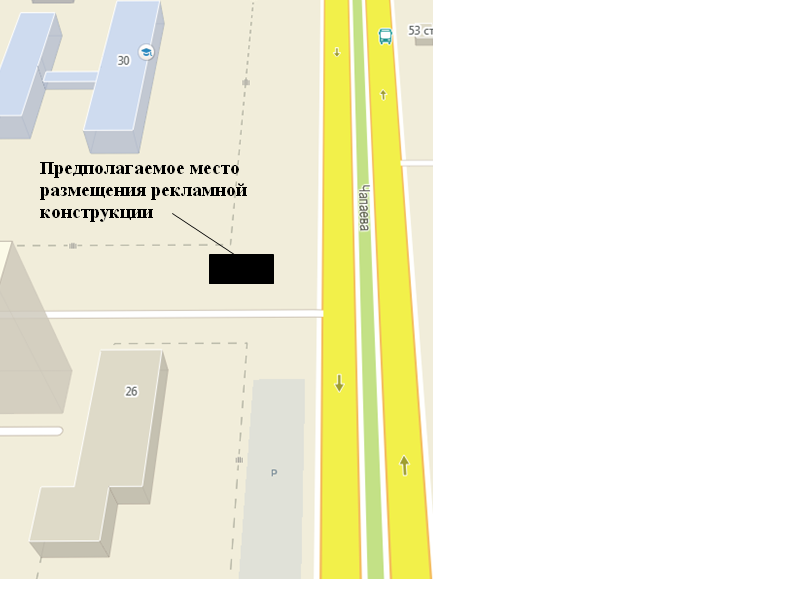 53 ст
30
Предполагаемое место
размещения рекламной
конструкции
Чапаева
26
P